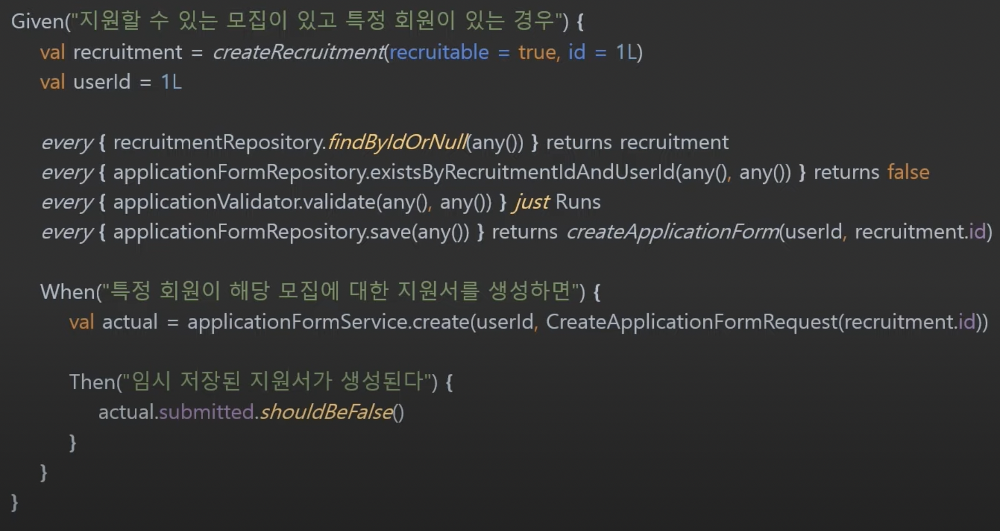 Given("지원할 수 있는 모집이 있고 특정 회원이 있는 경우") {
val recruitment = createRecruitment(recruitable = true, id = 1L)
val userId = 1L
every { recruitmentRepository.findByIdOrNull(any()) } returns recruitment
every { applicationFormRepository.existsByRecruitmentIdAndUserId(any(), any()) } returns false
every { applicationValidator.validate(any(), any()) } just Runs
every { applicationFormRepository.save(any()) } returns createApplicationForm(userId, recruitment.id)
When("특정 회원이 해당 모집에 대한 지원서를 생성하면") {
val actual = applicationFormService.create(userId, CreateApplicationFormRequest(recruitment.id))
Then("임시 저장된 지원서가 생성된다") {
actual.submitted.shouldBeFalse()
}
}
}